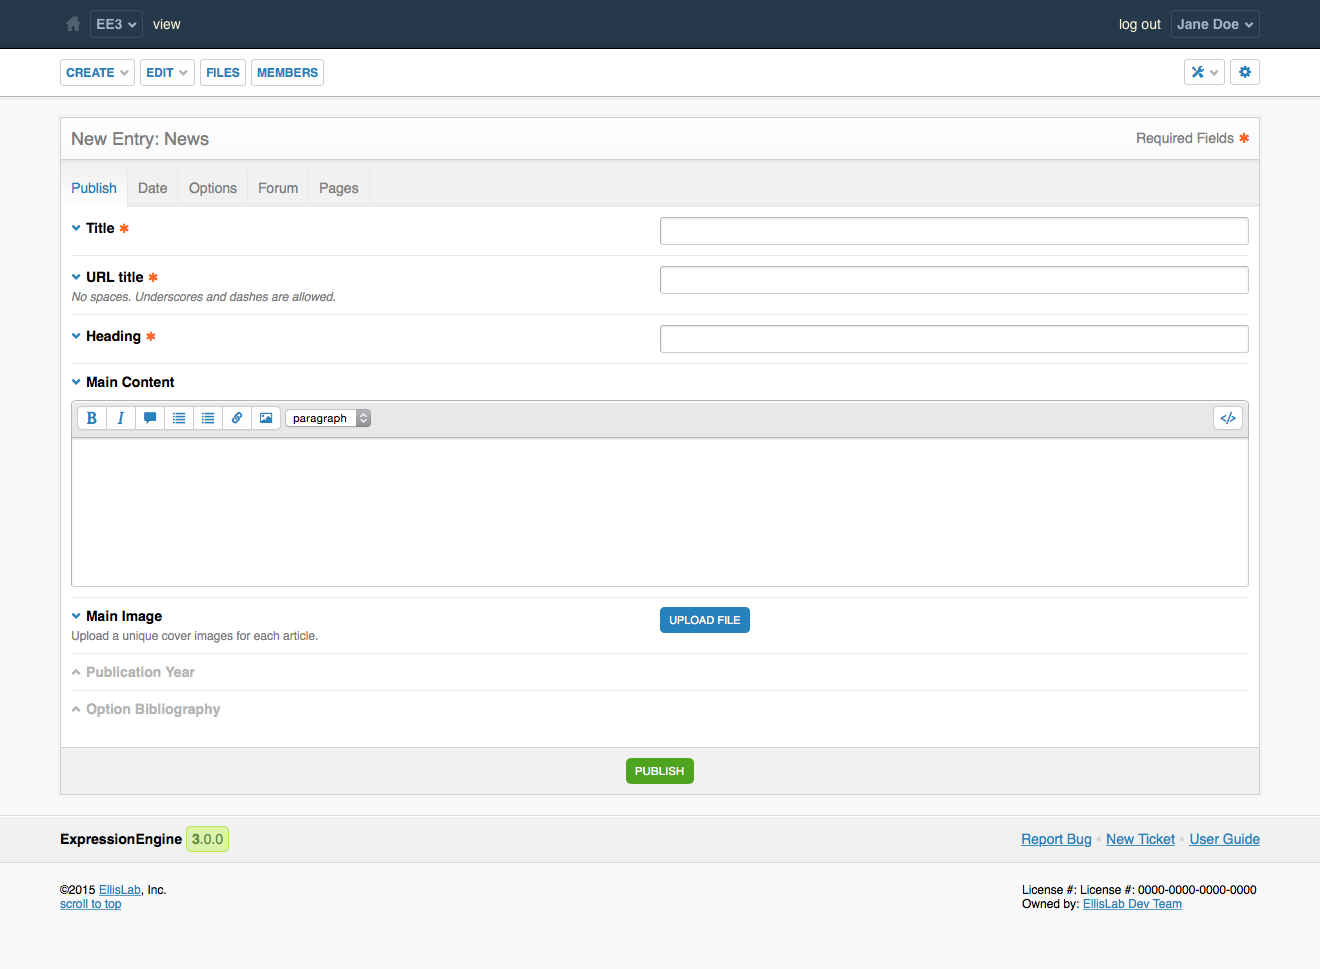 EE3 view log out Jane Doe
CREATE EDIT FILES MEMBERS
New Entry: News Required Fields ✱
Publish Date Options Forum Pages
Title ✱
URL title ✱
No spaces. Underscores and dashes are allowed.
Heading ✱
Main Content
B I paragraph </>
Main Image UPLOAD FILE
Upload a unique cover images for each article.
Publication Year
Option Bibliography
PUBLISH
ExpressionEngine 3.0.0 Report Bug • New Ticket • User Guide
©2015 EllisLab, Inc. License #: License #: 0000-0000-0000-0000
scroll to top Owned by: EllisLab Dev Team